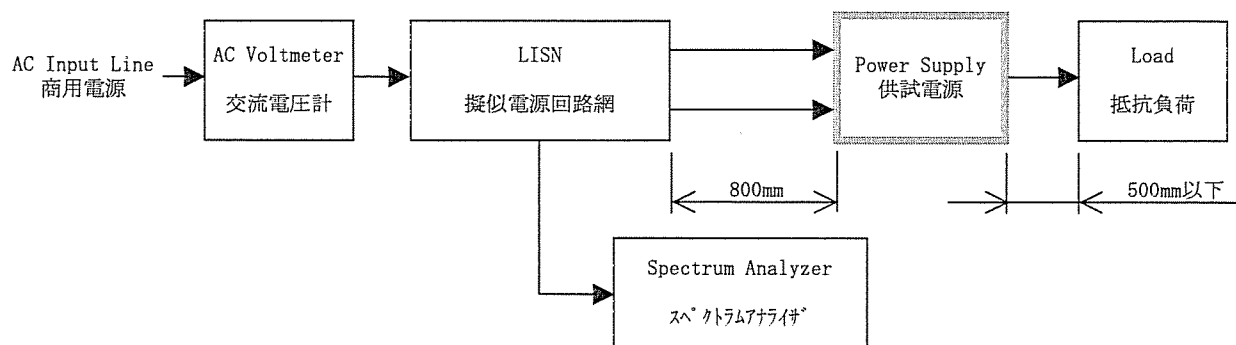 AC Input Line
商用電源
AC Voltmeter
交流電圧計
LISN
擬似電源回路網
Power Supply
供試電源
Load
抵抗負荷
800mm
500mm以下
Spectrum Analyzer
ｽﾍﾟｸﾄﾗﾑｱﾅﾗｲｻﾞ